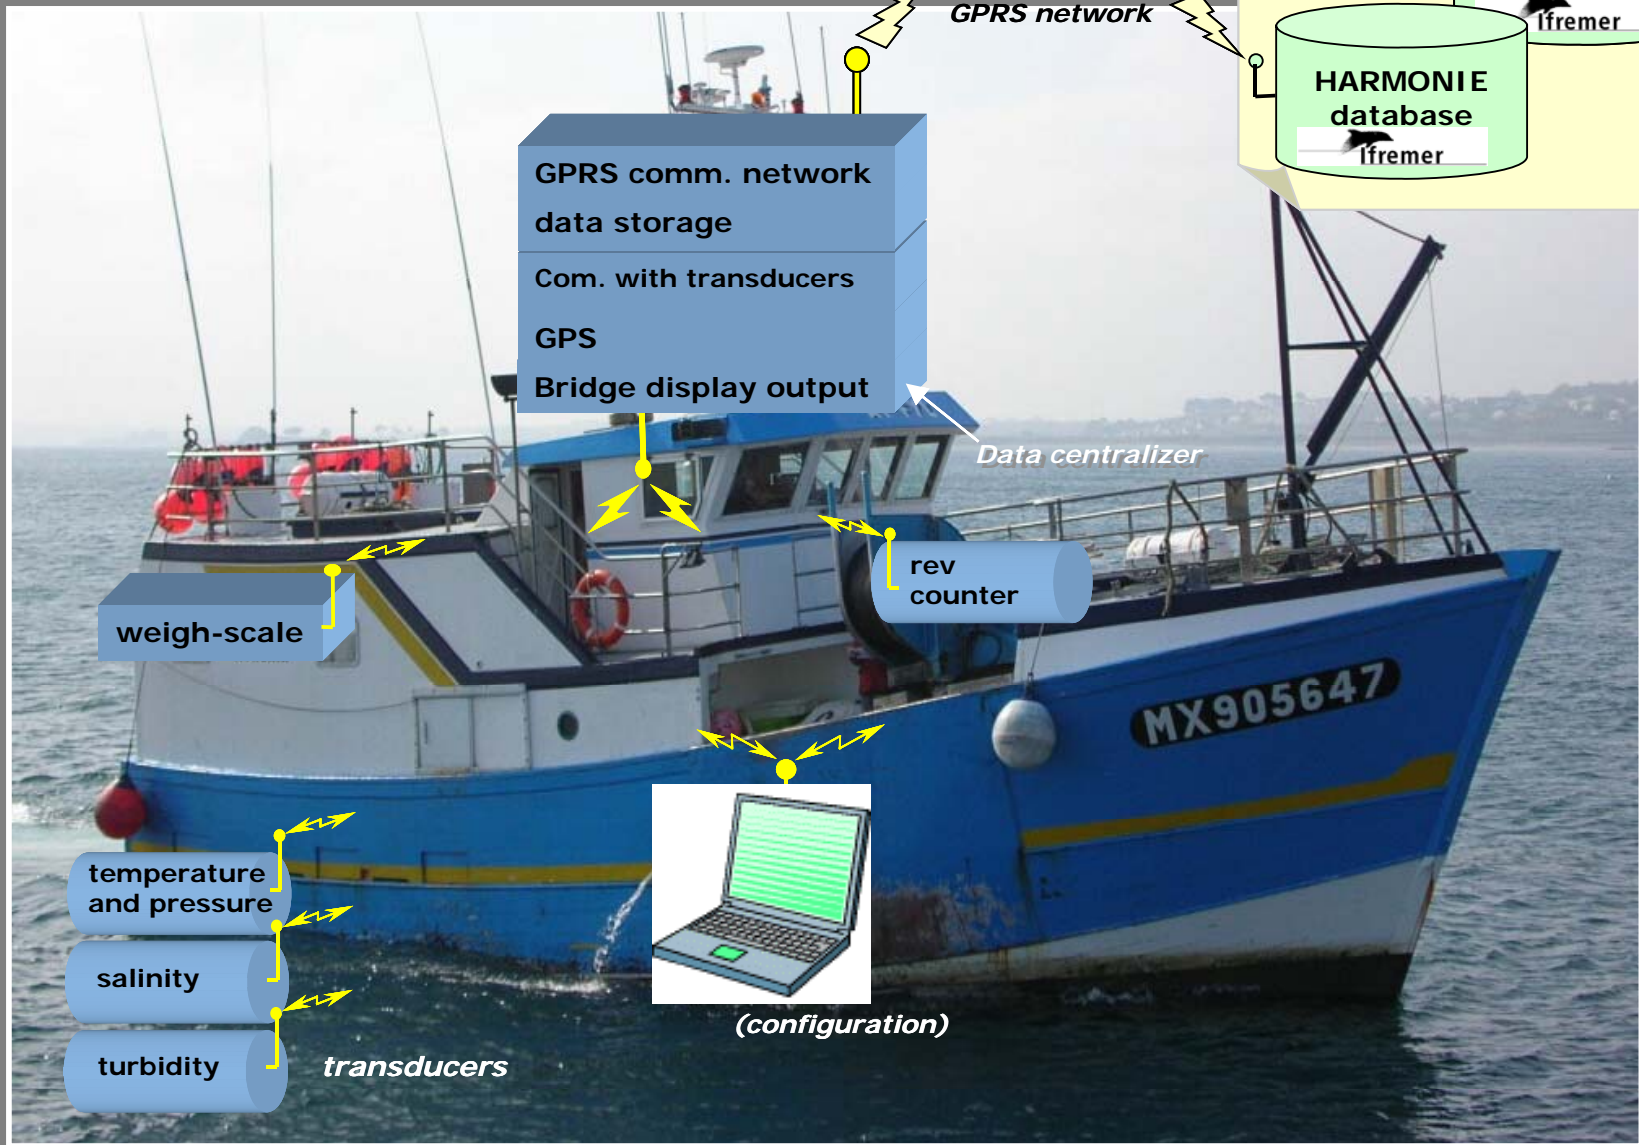 GPRS network
Ifremer
HARMONIE
database
Ifremer
GPRS comm. network
data storage
Com. with transducers
GPS
Bridge display output
Data centralizer
rev
counter
weigh-scale
MX905647
temperature
and pressure
salinity
turbidity
transducers
(configuration)